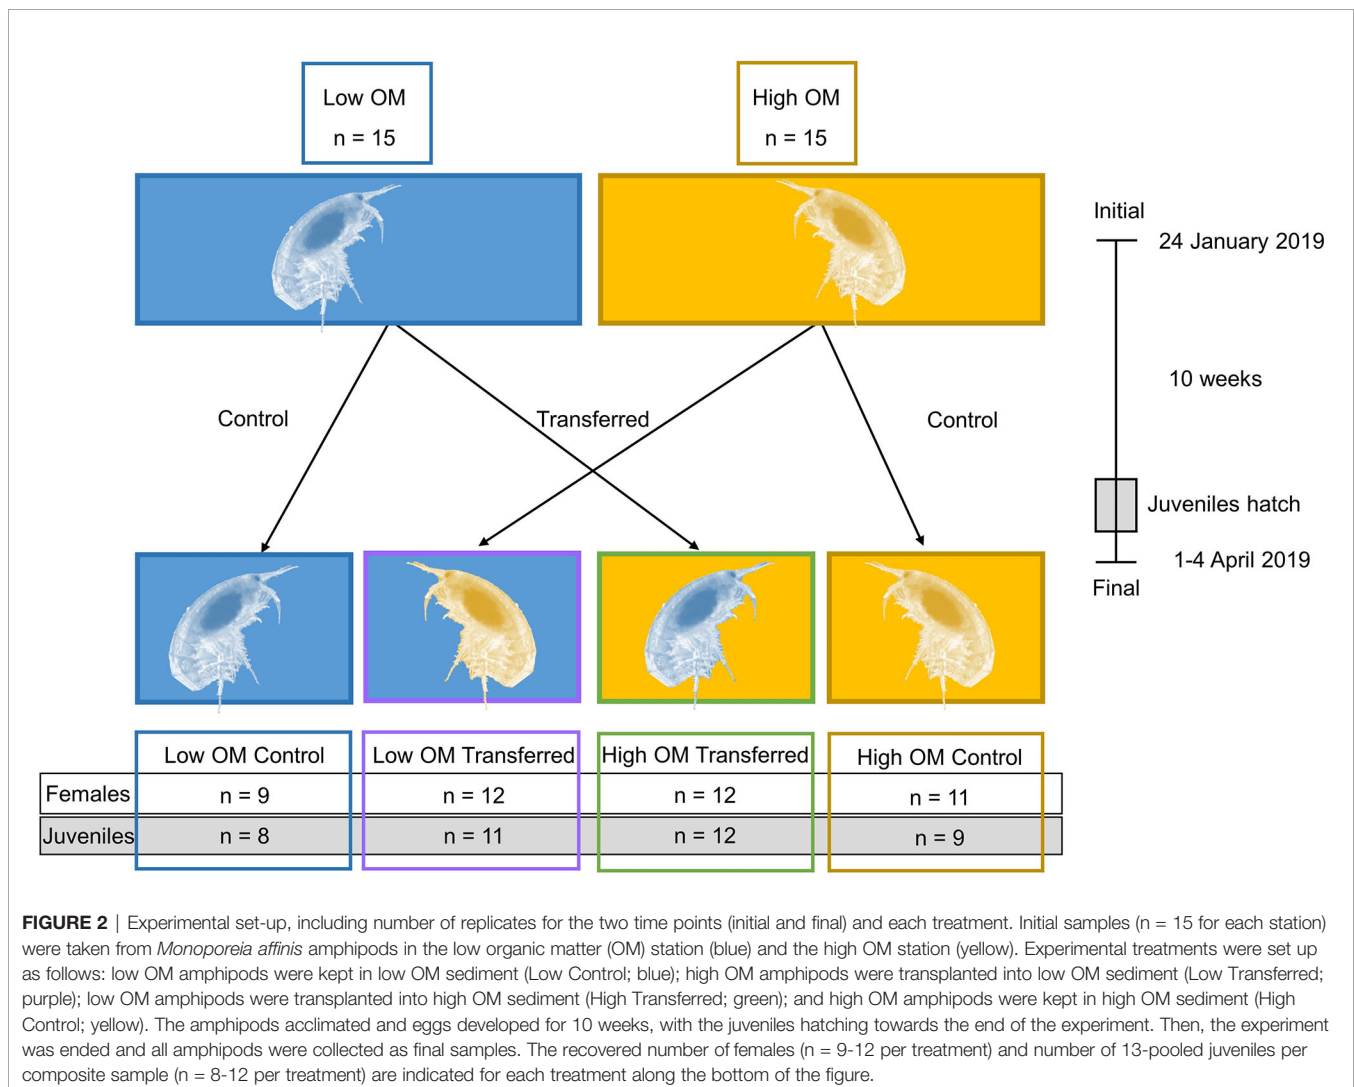 Low OM
n = 15
High OM
n = 15
Initial
24 January 2019
10 weeks
Control
Transferred
Control
Juveniles hatch
1-4 April 2019
Final
Low OM Control
Low OM Transferred
High OM Transferred
High OM Control
Females
n = 9
n = 12
n = 12
n = 11
Juveniles
n = 8
n = 11
n = 12
n = 9
FIGURE 2 | Experimental set-up, including number of replicates for the two time points (initial and final) and each treatment. Initial samples (n = 15 for each station)
were taken from Monoporeia affinis amphipods in the low organic matter (OM) station (blue) and the high OM station (yellow). Experimental treatments were set up
as follows: low OM amphipods were kept in low OM sediment (Low Control; blue); high OM amphipods were transplanted into low OM sediment (Low Transferred;
purple); low OM amphipods were transplanted into high OM sediment (High Transferred; green); and high OM amphipods were kept in high OM sediment (High
Control; yellow). The amphipods acclimated and eggs developed for 10 weeks, with the juveniles hatching towards the end of the experiment. Then, the experiment
was ended and all amphipods were collected as final samples. The recovered number of females (n = 9-12 per treatment) and number of 13-pooled juveniles per
composite sample (n = 8-12 per treatment) are indicated for each treatment along the bottom of the figure.